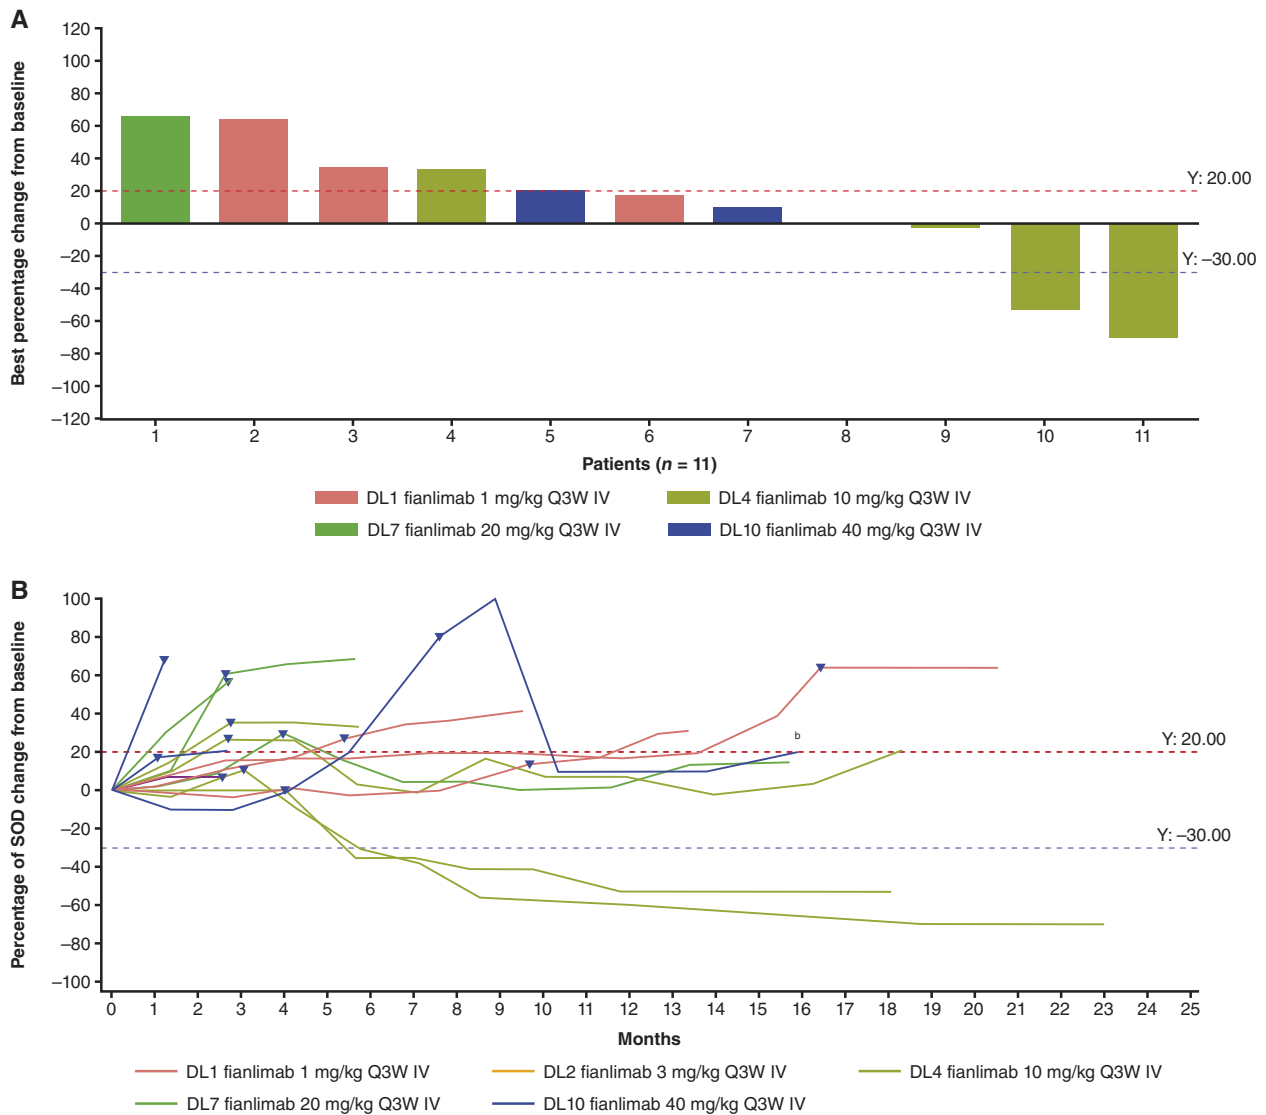 A
Best percentage change from baseline
120
100
80
60
40
20
0
–20
–40
–60
–80
–100
–120
Y: 20.00
Y: –30.00
1 2 3 4 5 6 7 8 9 10 11
Patients (n = 11)
DL1 fianlimab 1 mg/kg Q3W IV
DL4 fianlimab 10 mg/kg Q3W IV
DL7 fianlimab 20 mg/kg Q3W IV
DL10 fianlimab 40 mg/kg Q3W IV
B
Percentage of SOD change from baseline
100
80
60
40
20
0
–20
–40
–60
–80
–100
b
Y: 20.00
Y: –30.00
0 1 2 3 4 5 6 7 8 9 10 11 12 13 14 15 16 17 18 19 20 21 22 23 24 25
Months
DL1 fianlimab 1 mg/kg Q3W IV
DL2 fianlimab 3 mg/kg Q3W IV
DL4 fianlimab 10 mg/kg Q3W IV
DL7 fianlimab 20 mg/kg Q3W IV
DL10 fianlimab 40 mg/kg Q3W IV